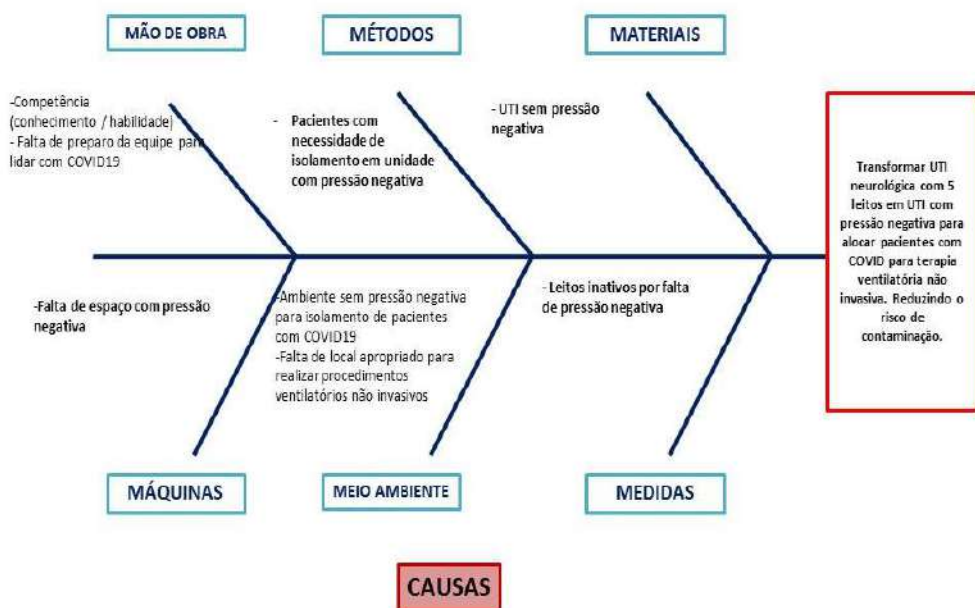 MÃO DE OBRA
MÉTODOS
MATERIAIS
-Competência
(conhecimento / habilidade)
- Falta de preparo da equipe para
lidar com COVID19
- Pacientes com
necessidade de
isolamento em unidade
com pressão negativa
- UTI sem pressão
negativa
Transformar UTI
neurológica com 5
leitos em UTI com
pressão negativa para
alocar pacientes com
COVID para terapia
ventilatória não
invasiva. Reduzindo o
risco de
contaminação.
-Falta de espaço com pressão
negativa
-Ambiente sem pressão negativa
para isolamento de pacientes
com COVID19
-Falta de local apropriado para
realizar procedimentos
ventilatórios não invasivos
- Leitos inativos por falta
de pressão negativa
MÁQUINAS
MEIO AMBIENTE
MEDIDAS
CAUSAS